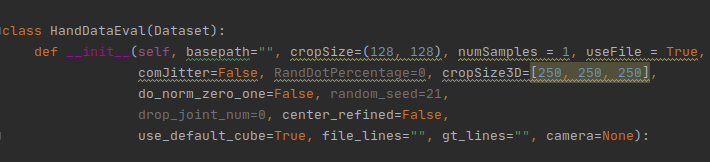 class HandDataEval(Dataset):
def __init__(self, basepath="", cropSize=(128, 128), numSamples = 1, useFile = True,
comJitter=False, RandDotPercentage=0, cropSize3D=[250, 250, 250],
do_norm_zero_one=False, random_seed=21,
drop_joint_num=0, center_refined=False,
use_default_cube=True, file_lines="", gt_lines="", camera=None):